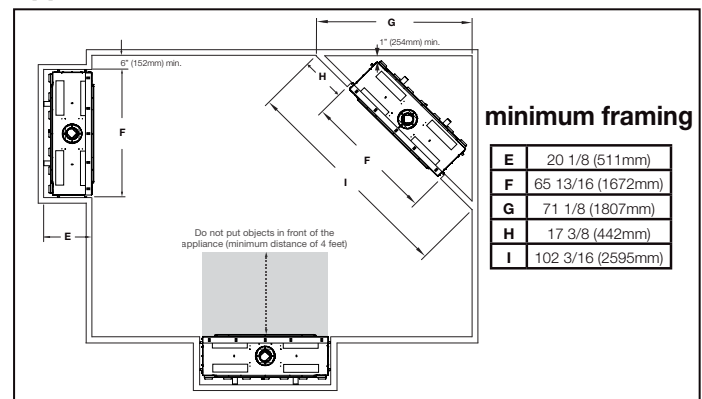 G
1" (254mm) min.
6" (152mm) min.
H
F
F
I
E
Do not put objects in front of the
appliance (minimum distance of 4 feet)
minimum framing
E 20 1/8 (511mm)
F 65 13/16 (1672mm)
G 71 1/8 (1807mm)
H 17 3/8 (442mm)
I 102 3/16 (2595mm)